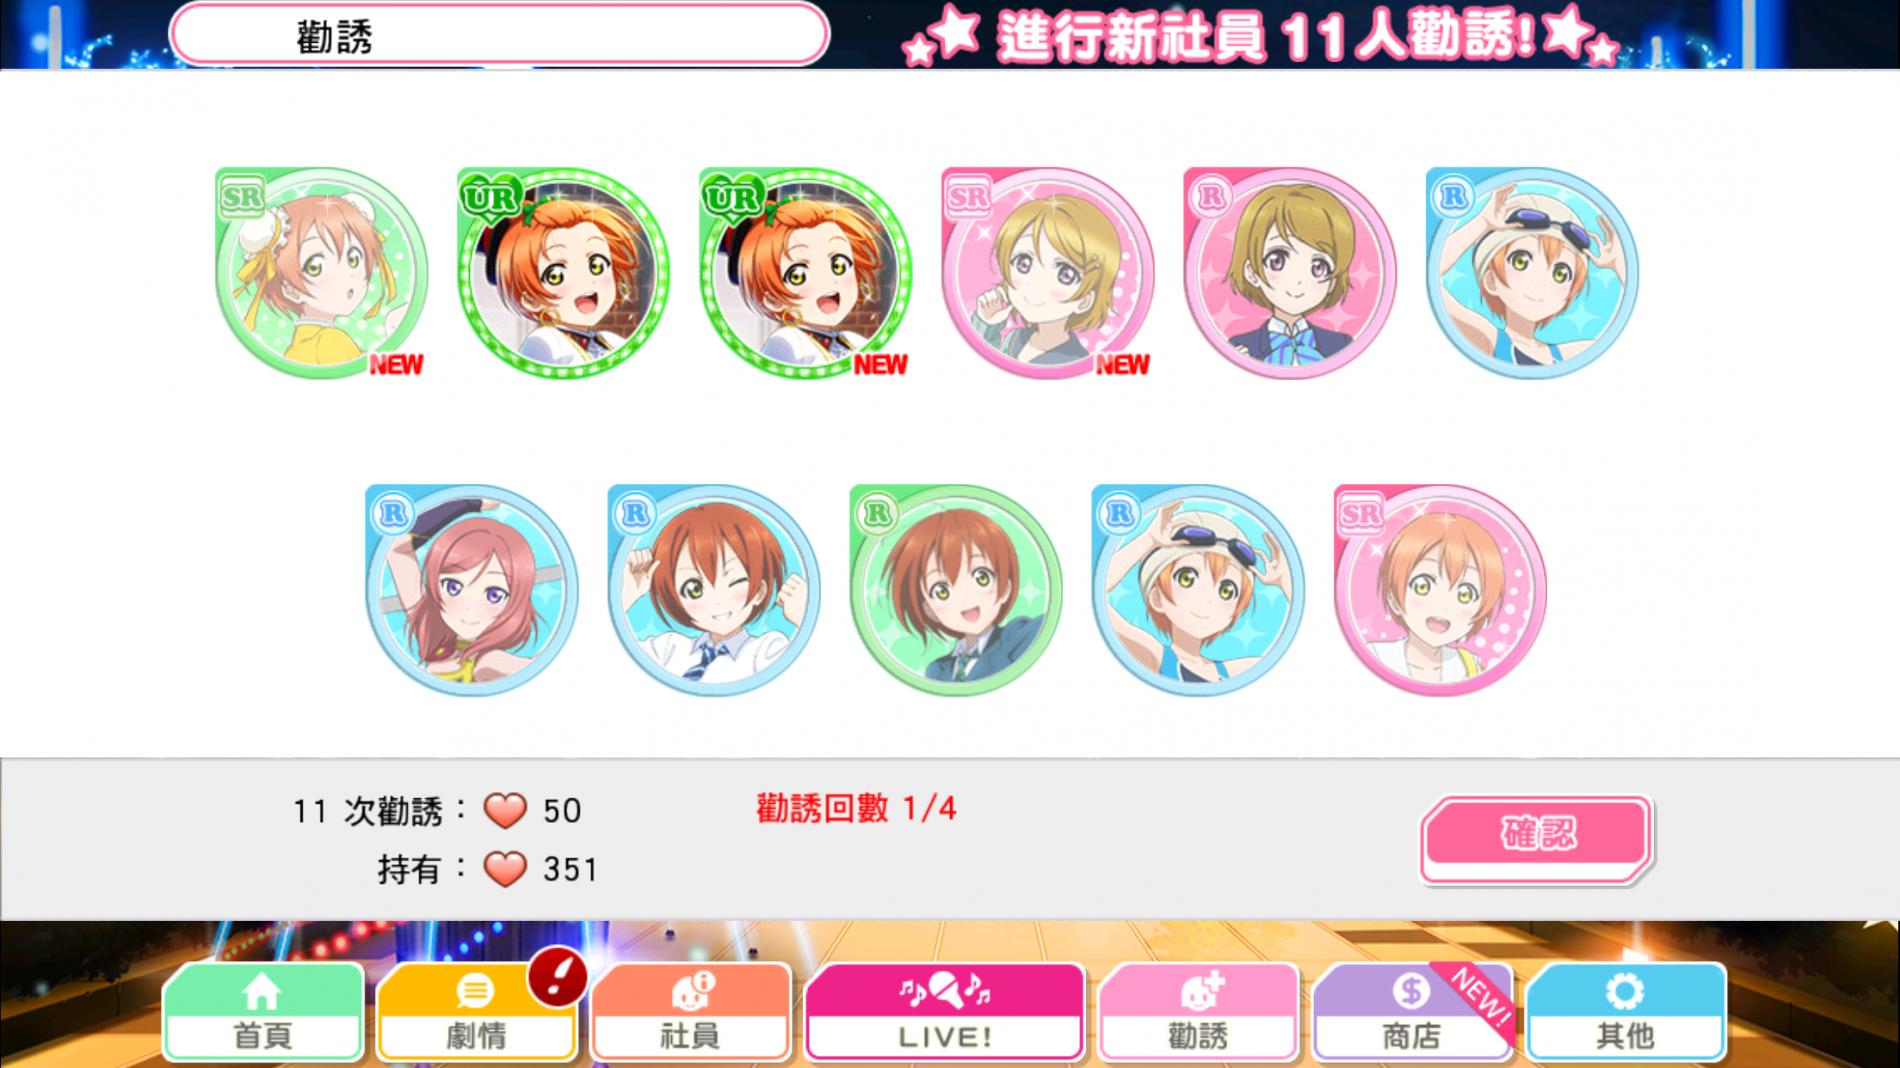 勸誘
進行新社員 11人勸誘!
SR
UR
UR
SR
R
R
NEW
NEW
NEW
R
R
R
R
SR
11 次勸誘： 50
勸誘回數 1/4
持有： 351
確認
首頁
劇情
社員
LIVE!
勸誘
商店
NEW!
其他